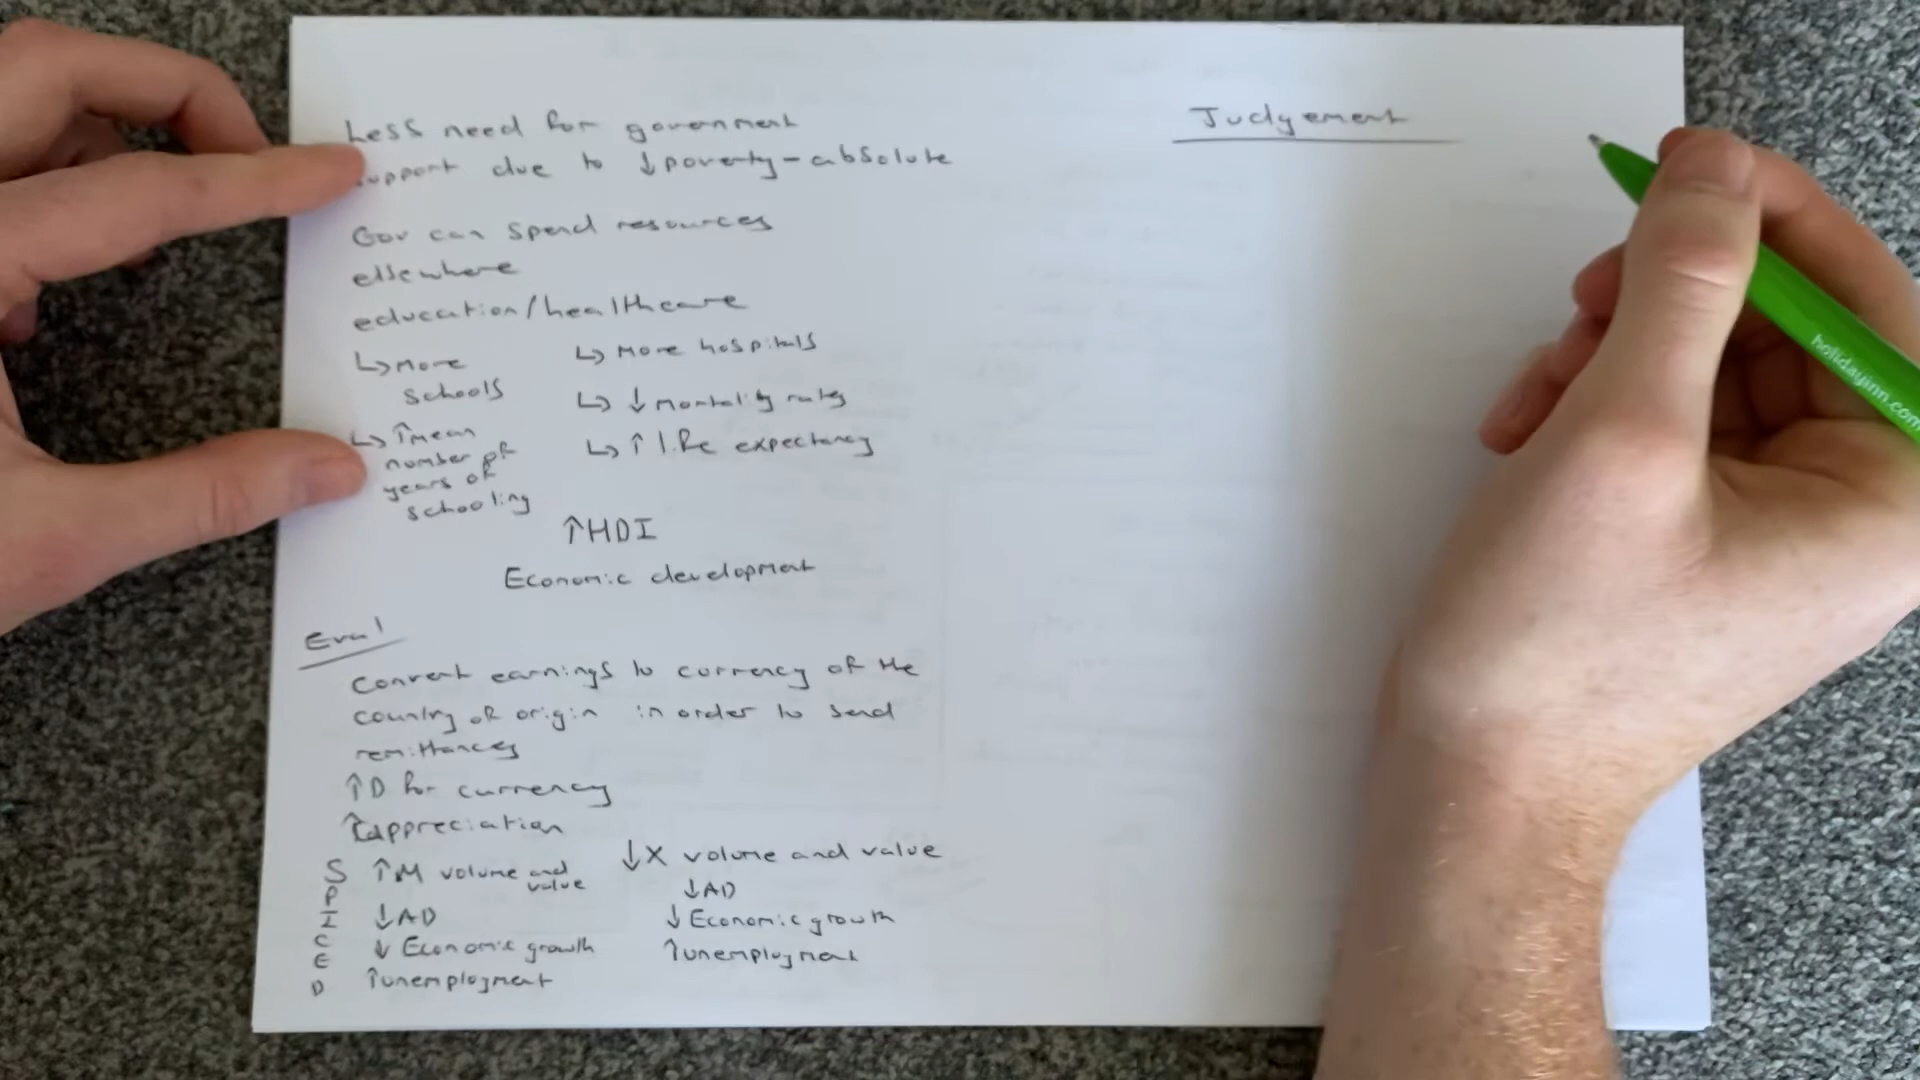 Less need for government
support due to ↓poverty-absolute
Gov can spend resources
elsewhere
education/healthcare
↳ More
schools
↳ ↑mean
number of
years of
schooling
↳ More hospitals
↳ ↓ mortality rates
↳ ↑ life expectancy
↑HDI
Economic development
Eval
Convert earnings to currency of the
country of origin in order to send
remittances
↑D for currency
appreciation
S
P
I
C
E
D
↑M volume and
value
↓AD
↓ Economic growth
↑unemployment
↓X volume and value
↓AD
↓ Economic growth
↑unemployment
Judgement
holidayinn.com